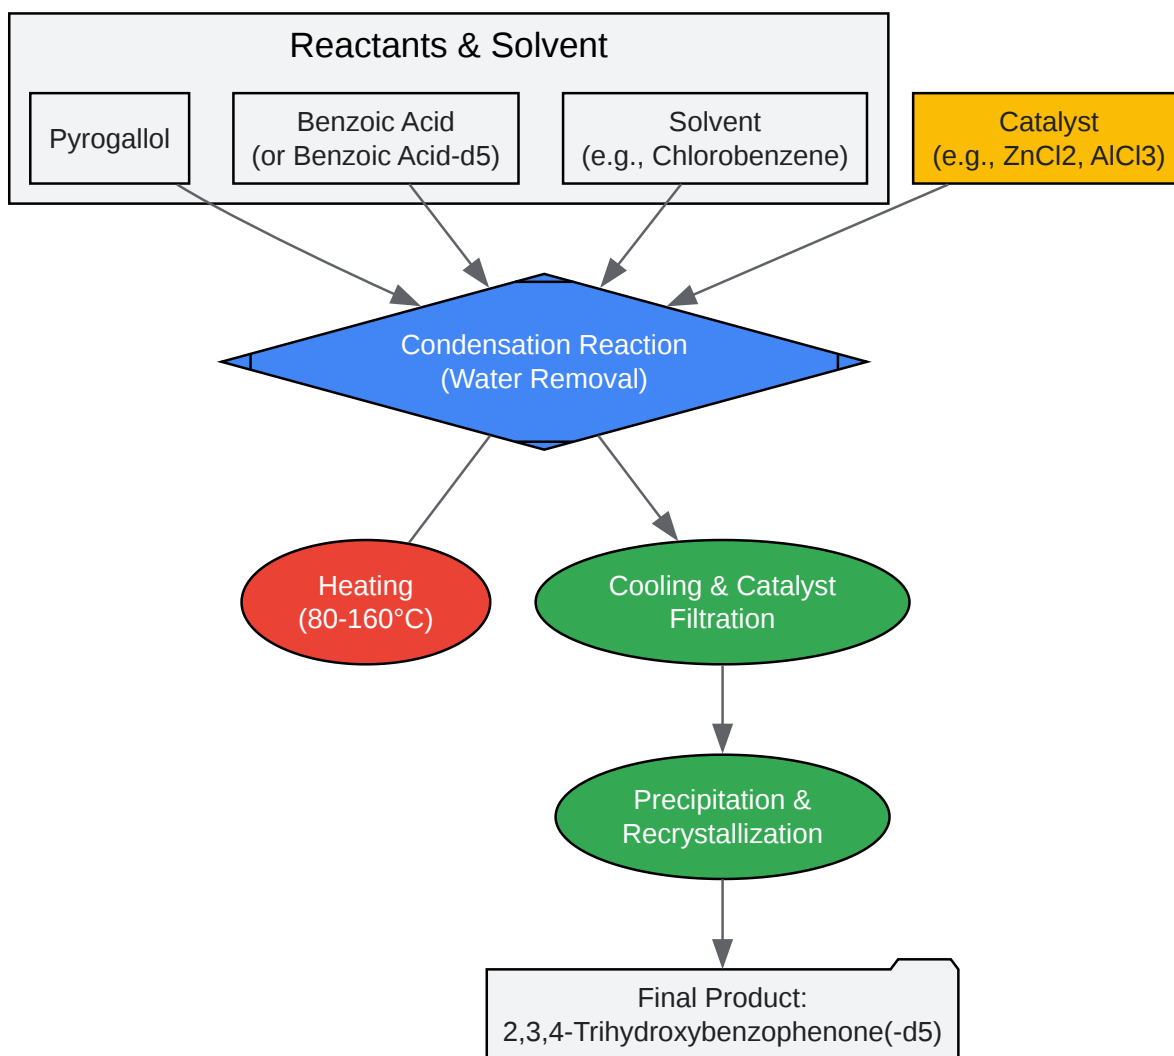 Reactants & Solvent
Pyrogallol
Benzoic Acid
(or Benzoic Acid-d5)
Solvent
(e.g., Chlorobenzene)
Catalyst
(e.g., ZnCl2, AlCl3)
Condensation Reaction
(Water Removal)
Heating
(80-160°C)
Cooling & Catalyst
Filtration
Precipitation &
Recrystallization
Final Product:
2,3,4-Trihydroxybenzophenone(-d5)